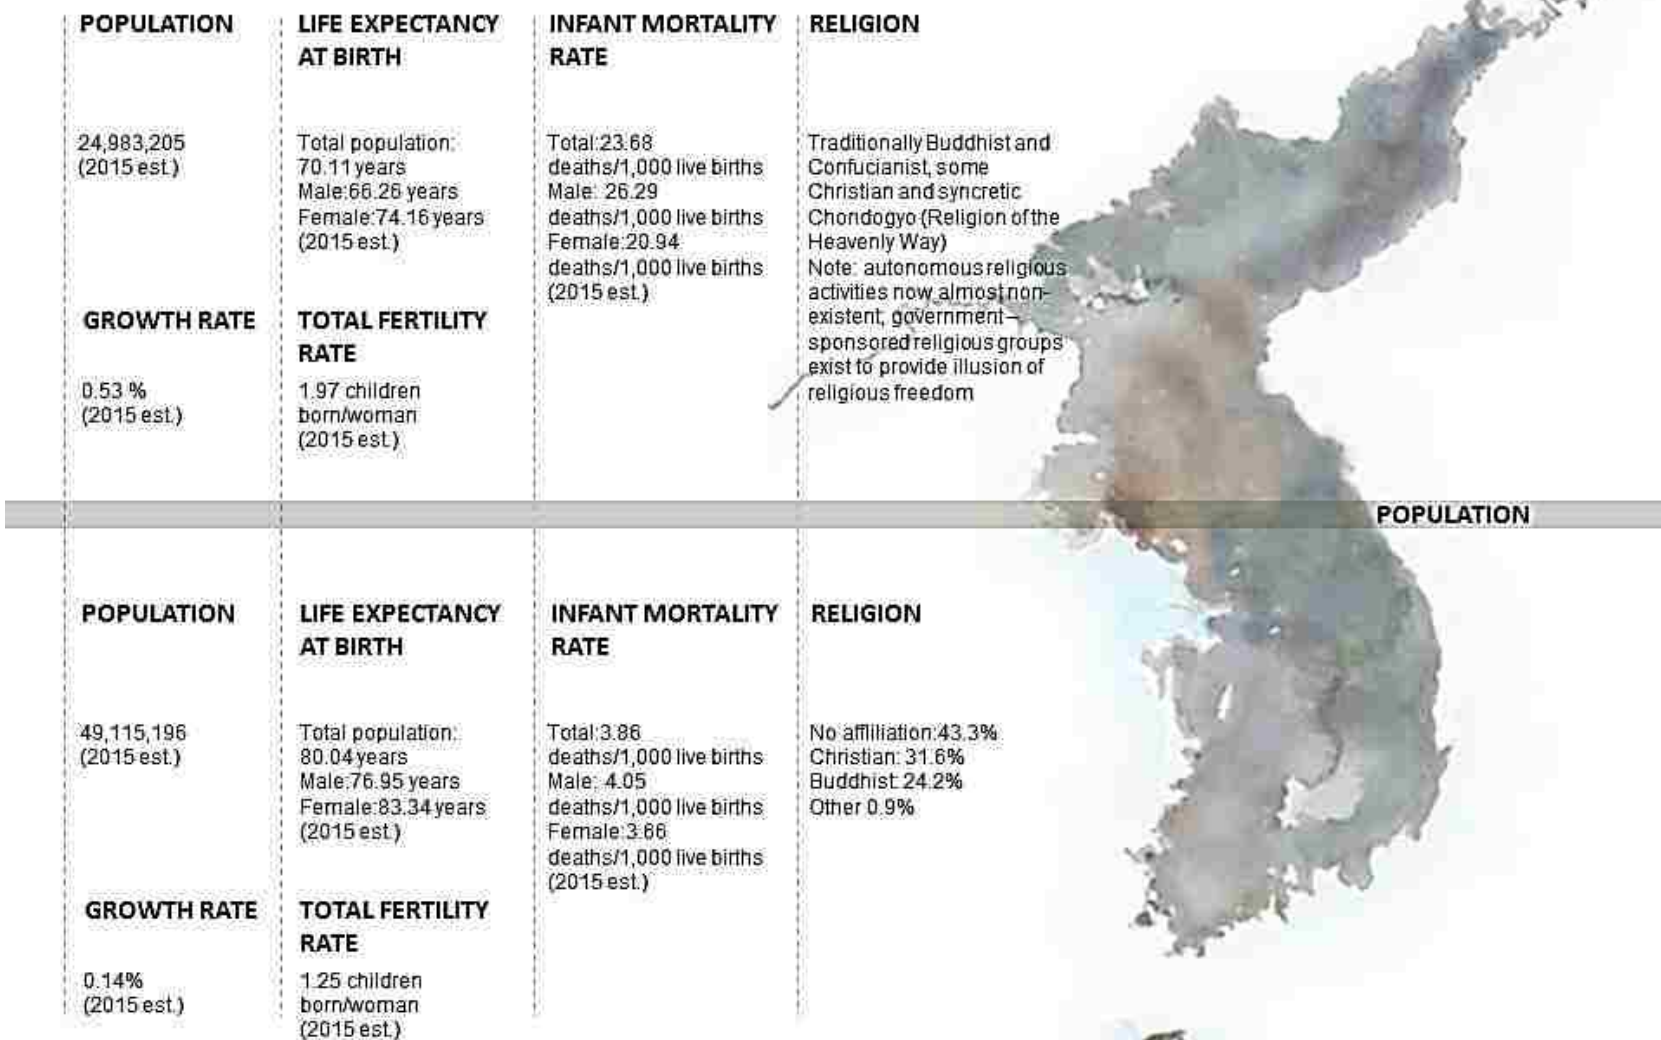 POPULATION
24,983,205
(2015 est.)
GROWTH RATE
0.53 %
(2015 est.)
LIFE EXPECTANCY
AT BIRTH
Total population:
70.11 years
Male:66.26 years
Female:74.16 years
(2015 est.)
TOTAL FERTILITY
RATE
1.97 children
born/woman
(2015 est.)
INFANT MORTALITY
RATE
Total:23.68
deaths/1,000 live births
Male: 26.29
deaths/1,000 live births
Female:20.94
deaths/1,000 live births
(2015 est.)
RELIGION
Traditionally Buddhist and
Confucianist, some
Christian and syncretic
Chondogyo (Religion of the
Heavenly Way)
Note: autonomous religious
activities now almost non-
existent, government–
sponsored religious groups
exist to provide illusion of
religious freedom
POPULATION
POPULATION
49,115,196
(2015 est.)
GROWTH RATE
0.14%
(2015 est.)
LIFE EXPECTANCY
AT BIRTH
Total population:
80.04 years
Male:76.95 years
Female:83.34 years
(2015 est.)
TOTAL FERTILITY
RATE
1.25 children
born/woman
(2015 est.)
INFANT MORTALITY
RATE
Total:3.86
deaths/1,000 live births
Male: 4.05
deaths/1,000 live births
Female:3.66
deaths/1,000 live births
(2015 est.)
RELIGION
No affliliation:43.3%
Christian: 31.6%
Buddhist: 24.2%
Other 0.9%